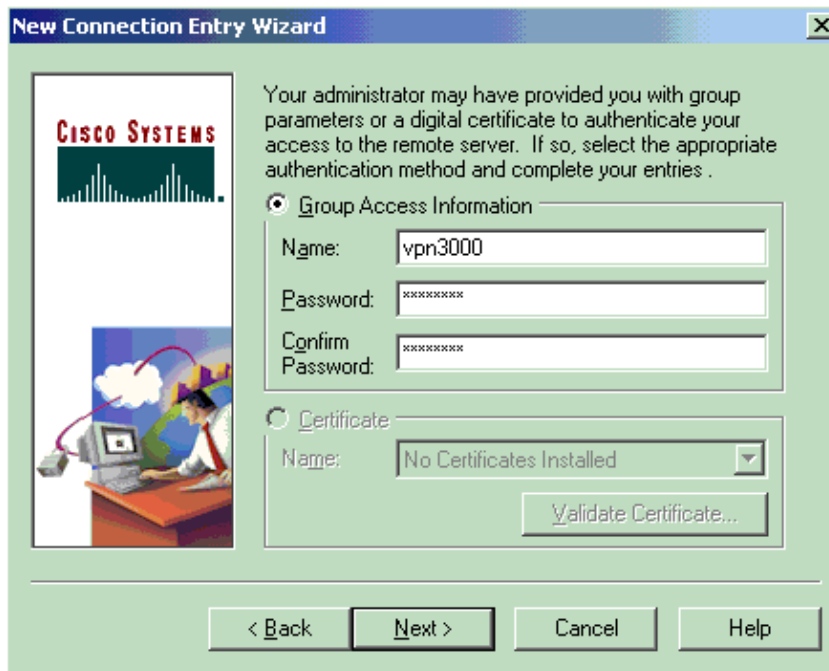 New Connection Entry Wizard
CISCO SYSTEMS
Your administrator may have provided you with group
parameters or a digital certificate to authenticate your
access to the remote server. If so, select the appropriate
authentication method and complete your entries .
Group Access Information
Name:
vpn3000
Password:
********
Confirm
Password:
********
Certificate
Name:
No Certificates Installed
Validate Certificate...
< Back
Next >
Cancel
Help